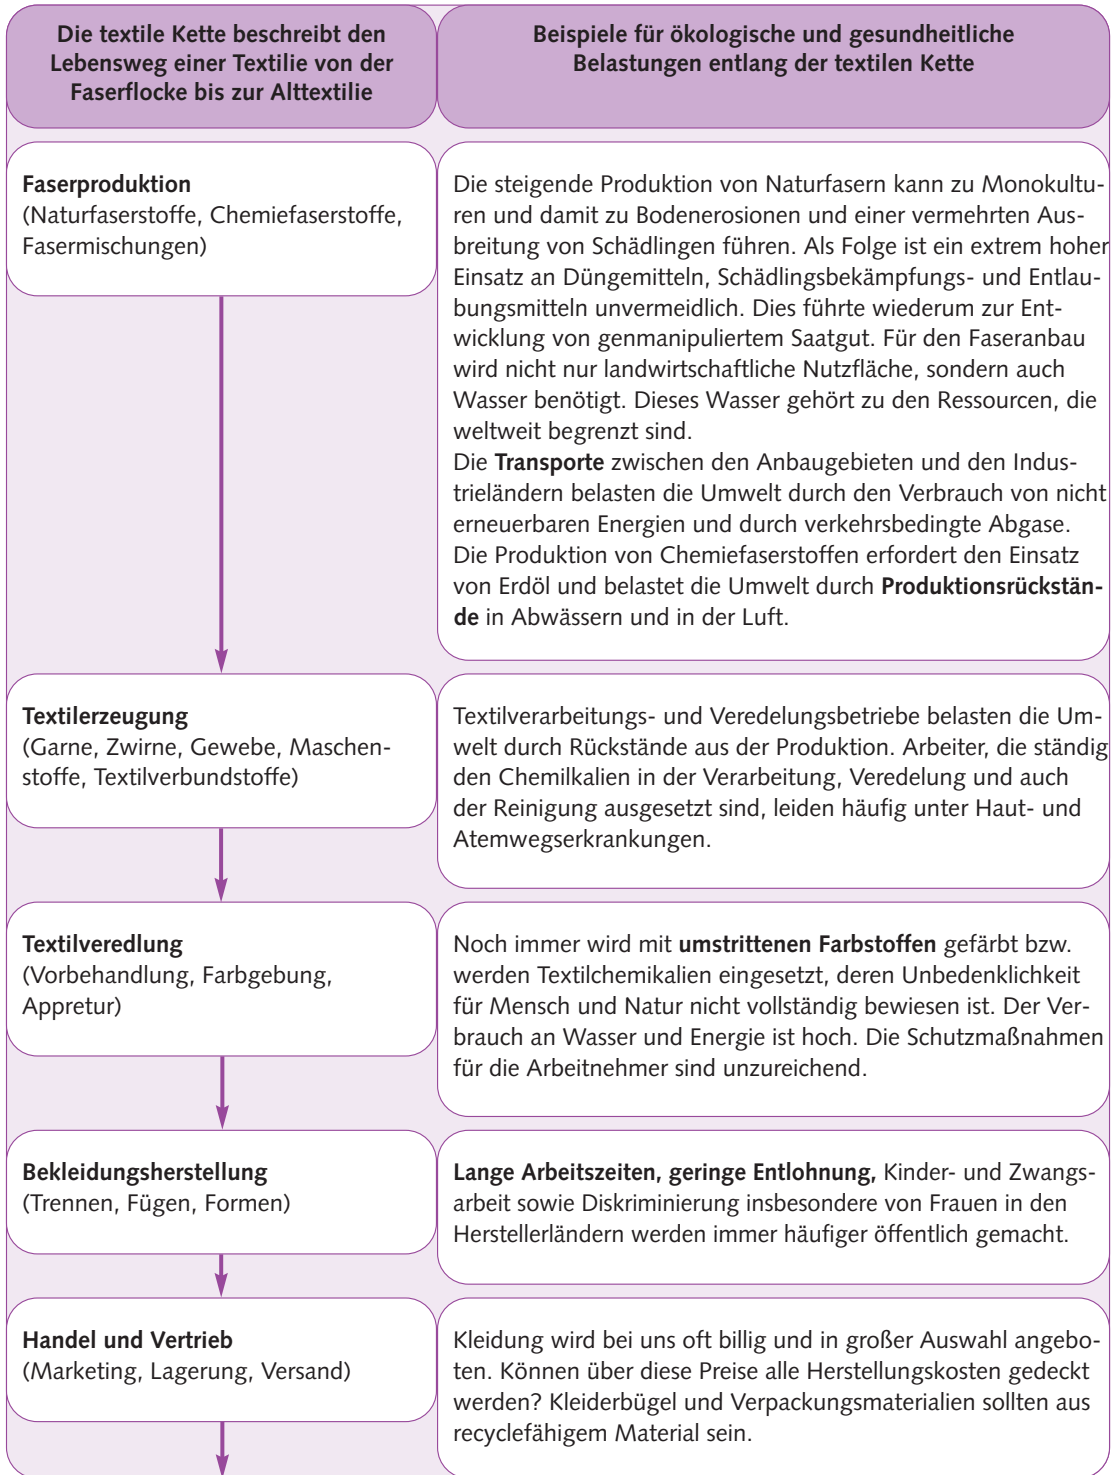 Die textile Kette beschreibt den
Lebensweg einer Textilie von der
Faserflocke bis zur Alttextilie
Beispiele für ökologische und gesundheitliche
Belastungen entlang der textilen Kette
Faserproduktion
(Naturfaserstoffe, Chemiefaserstoffe,
Fasermischungen)
Die steigende Produktion von Naturfasern kann zu Monokultu-
ren und damit zu Bodenerosionen und einer vermehrten Aus-
breitung von Schädlingen führen. Als Folge ist ein extrem hoher
Einsatz an Düngemitteln, Schädlingsbekämpfungs- und Entlau-
bungsmitteln unvermeidlich. Dies führte wiederum zur Ent-
wicklung von genmanipuliertem Saatgut. Für den Faseranbau
wird nicht nur landwirtschaftliche Nutzfläche, sondern auch
Wasser benötigt. Dieses Wasser gehört zu den Ressourcen, die
weltweit begrenzt sind.
Die Transporte zwischen den Anbaugebieten und den Indus-
trieländern belasten die Umwelt durch den Verbrauch von nicht
erneuerbaren Energien und durch verkehrsbedingte Abgase.
Die Produktion von Chemiefaserstoffen erfordert den Einsatz
von Erdöl und belastet die Umwelt durch Produktionsrückstän-
de in Abwässern und in der Luft.
Textilerzeugung
(Garne, Zwirne, Gewebe, Maschen-
stoffe, Textilverbundstoffe)
Textilverarbeitungs- und Veredelungsbetriebe belasten die Um-
welt durch Rückstände aus der Produktion. Arbeiter, die ständig
den Chemilkalien in der Verarbeitung, Veredelung und auch
der Reinigung ausgesetzt sind, leiden häufig unter Haut- und
Atemwegserkrankungen.
Textilveredlung
(Vorbehandlung, Farbgebung,
Appretur)
Noch immer wird mit umstrittenen Farbstoffen gefärbt bzw.
werden Textilchemikalien eingesetzt, deren Unbedenklichkeit
für Mensch und Natur nicht vollständig bewiesen ist. Der Ver-
brauch an Wasser und Energie ist hoch. Die Schutzmaßnahmen
für die Arbeitnehmer sind unzureichend.
Bekleidungsherstellung
(Trennen, Fügen, Formen)
Lange Arbeitszeiten, geringe Entlohnung, Kinder- und Zwangs-
arbeit sowie Diskriminierung insbesondere von Frauen in den
Herstellerländern werden immer häufiger öffentlich gemacht.
Handel und Vertrieb
(Marketing, Lagerung, Versand)
Kleidung wird bei uns oft billig und in großer Auswahl angebo-
ten. Können über diese Preise alle Herstellungskosten gedeckt
werden? Kleiderbügel und Verpackungsmaterialien sollten aus
recyclefähigem Material sein.